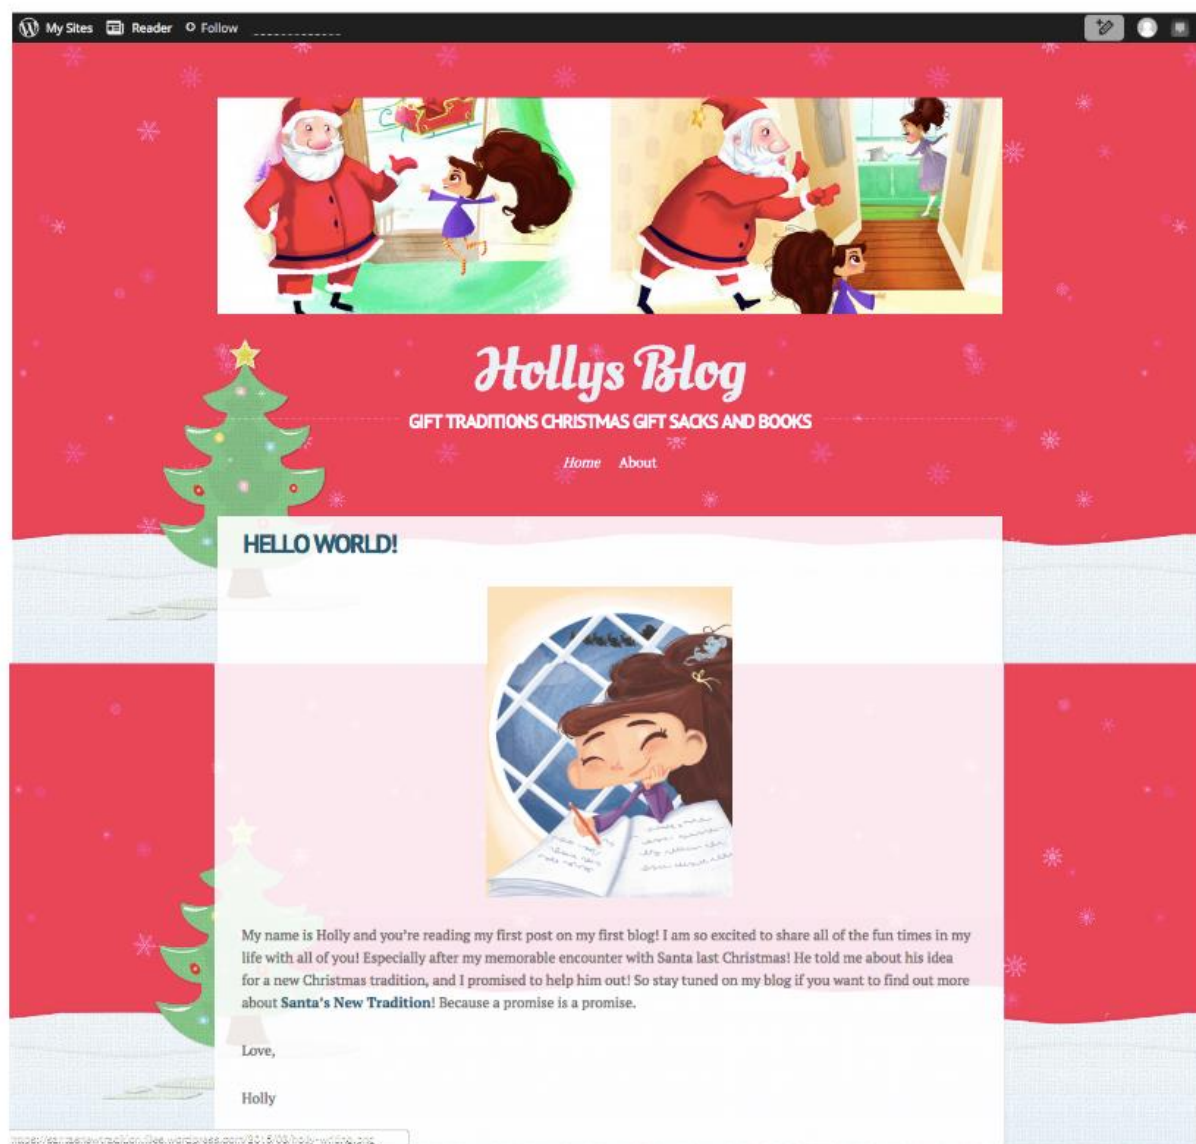 My Sites Reader Follow
Hollys Blog
GIFT TRADITIONS CHRISTMAS GIFT SACKS AND BOOKS
Home About
HELLO WORLD!
My name is Holly and you're reading my first post on my first blog! I am so excited to share all of the fun times in my
life with all of you! Especially after my memorable encounter with Santa last Christmas! He told me about his idea
for a new Christmas tradition, and I promised to help him out! So stay tuned on my blog if you want to find out more
about Santa's New Tradition! Because a promise is a promise.
Love,
Holly